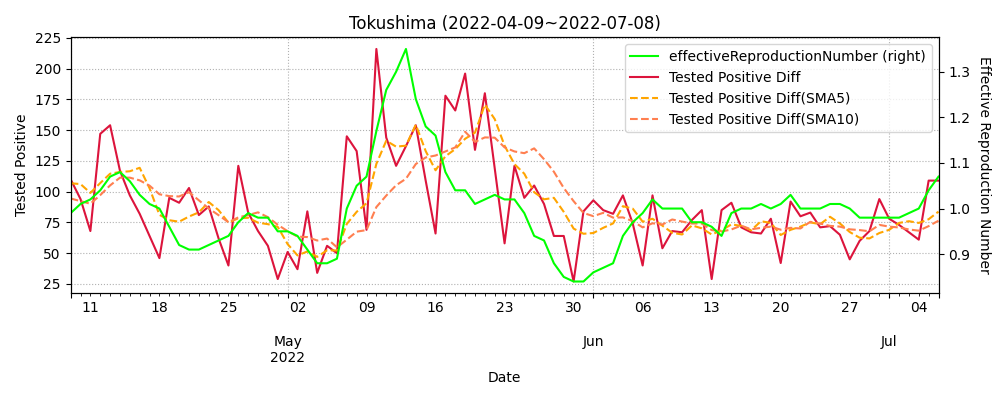 Tokushima (2022-04-09~2022-07-08)
effectiveReproductionNumber (right)
Tested Positive Diff
Tested Positive Diff(SMA5)
Tested Positive Diff(SMA10)
Tested Positive
225
200
175
150
125
100
75
50
25
1.3
1.2
1.1
1.0
0.9
Effective Reproduction Number
11 18 25 02 09 16 23 30 06 13 20 27 04
May Jun Jul
2022
Date